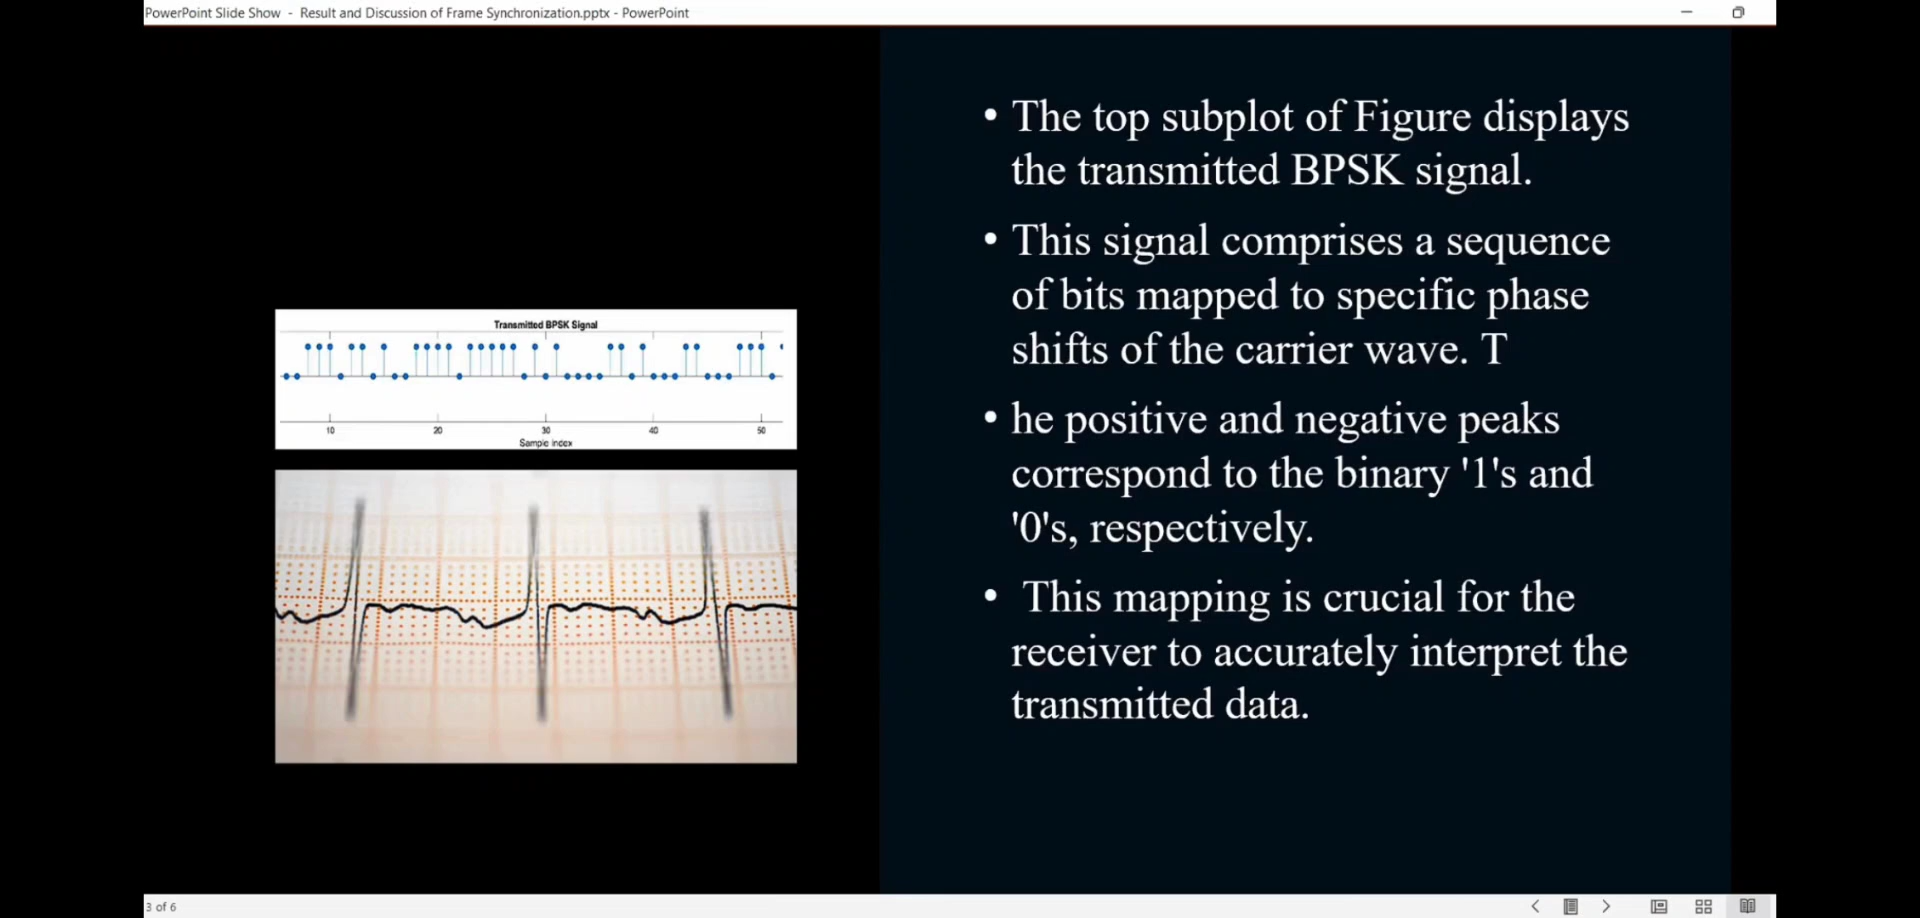 PowerPoint Slide Show - Result and Discussion of Frame Synchronization.pptx - PowerPoint
Transmitted BPSK Signal
10 20 30 40 50
Sample Index
• The top subplot of Figure displays
the transmitted BPSK signal.
• This signal comprises a sequence
of bits mapped to specific phase
shifts of the carrier wave. T
• he positive and negative peaks
correspond to the binary '1's and
'0's, respectively.
• This mapping is crucial for the
receiver to accurately interpret the
transmitted data.
3 of 6